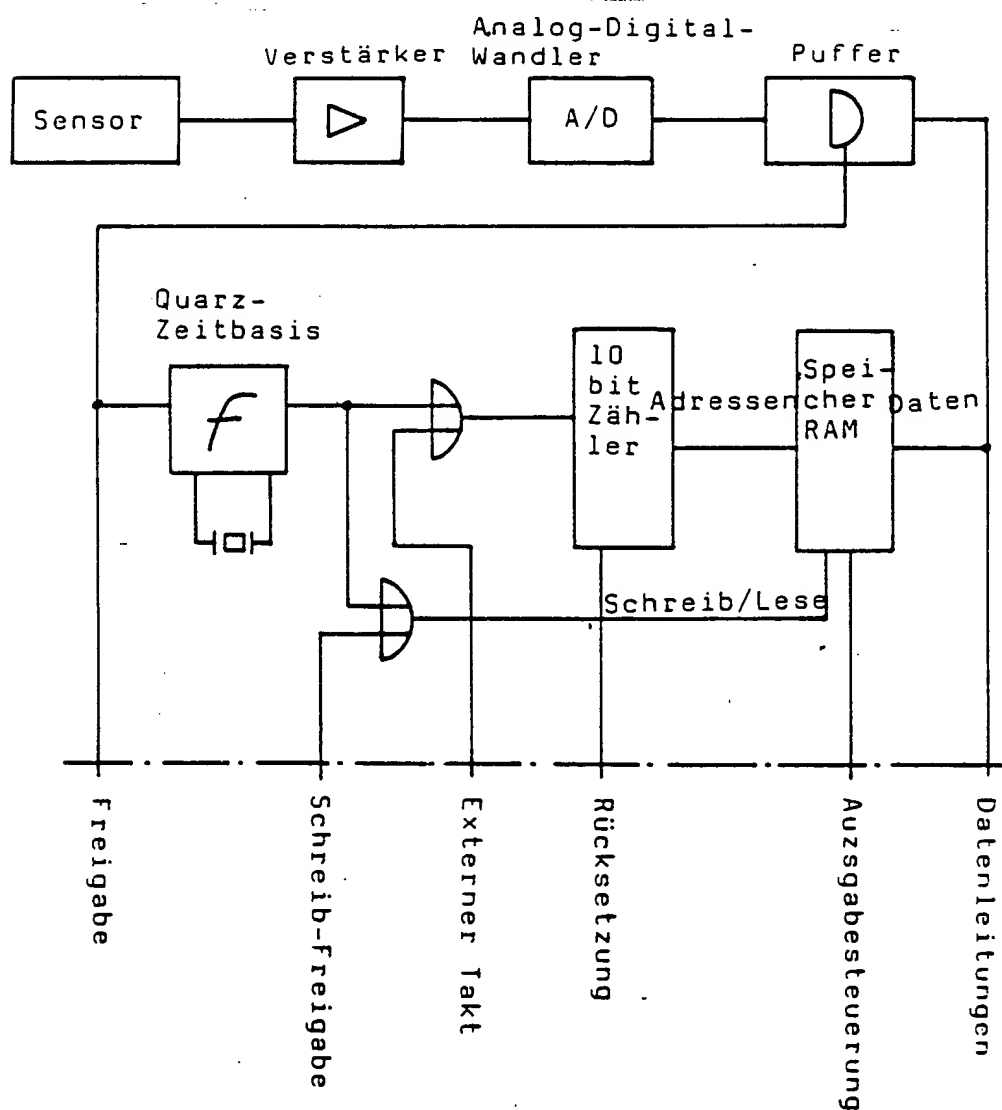 Analog-Digital-
Verstärker Wandler Puffer
Sensor A/D
Quarz-
Zeitbasis
f
10
bit
Zäh-
ler
Adressen
Spei-
cher
RAM
Daten
Schreib/Lese
Freigabe
Schreib-Freigabe
Externer Takt
Rücksetzung
Auzsgabesteuerung
Datenleitungen